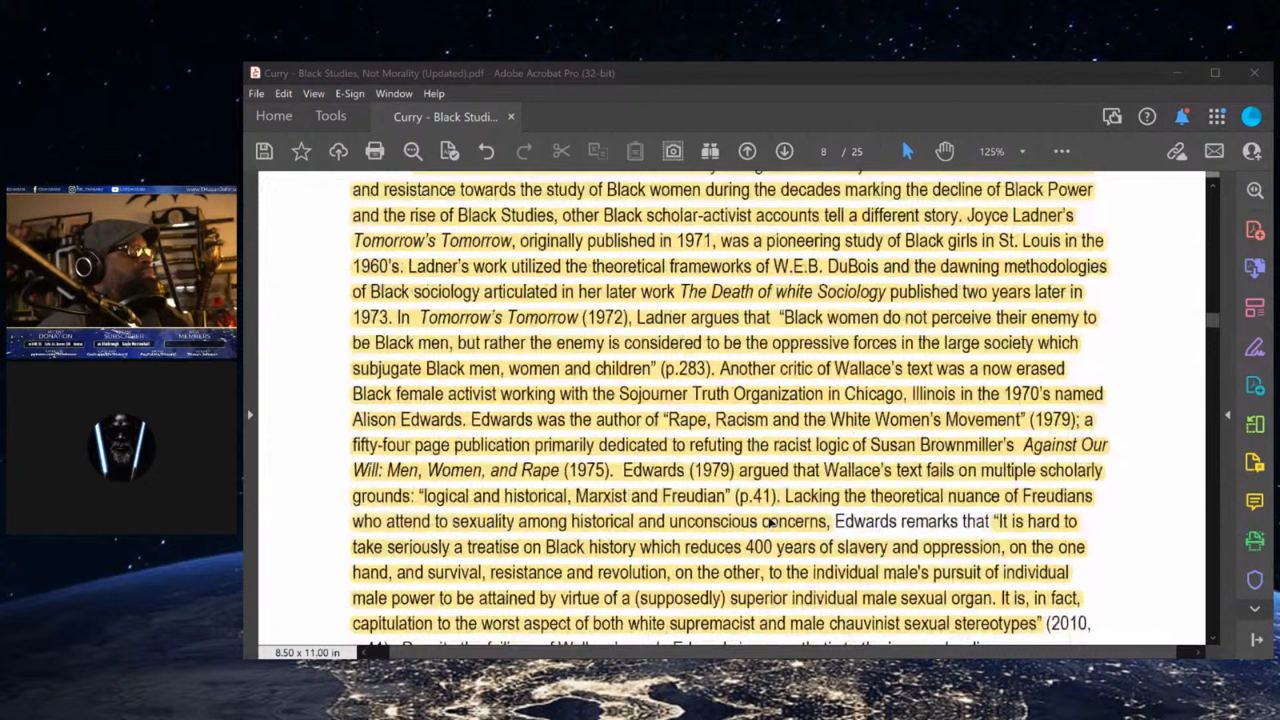 Curry - Black Studies, Not Morality (Updated).pdf - Adobe Acrobat Pro (32-bit)
File Edit View E-Sign Window Help
Home Tools Curry - Black Studi...
8 / 25 125%
and resistance towards the study of Black women during the decades marking the decline of Black Power
and the rise of Black Studies, other Black scholar-activist accounts tell a different story. Joyce Ladner's
Tomorrow's Tomorrow, originally published in 1971, was a pioneering study of Black girls in St. Louis in the
1960's. Ladner's work utilized the theoretical frameworks of W.E.B. DuBois and the dawning methodologies
of Black sociology articulated in her later work The Death of white Sociology published two years later in
1973. In Tomorrow's Tomorrow (1972), Ladner argues that “Black women do not perceive their enemy to
be Black men, but rather the enemy is considered to be the oppressive forces in the large society which
subjugate Black men, women and children” (p.283). Another critic of Wallace's text was a now erased
Black female activist working with the Sojourner Truth Organization in Chicago, Illinois in the 1970's named
Alison Edwards. Edwards was the author of “Rape, Racism and the White Women's Movement” (1979); a
fifty-four page publication primarily dedicated to refuting the racist logic of Susan Brownmiller's Against Our
Will: Men, Women, and Rape (1975). Edwards (1979) argued that Wallace's text fails on multiple scholarly
grounds: “logical and historical, Marxist and Freudian” (p.41). Lacking the theoretical nuance of Freudians
who attend to sexuality among historical and unconscious concerns, Edwards remarks that “It is hard to
take seriously a treatise on Black history which reduces 400 years of slavery and oppression, on the one
hand, and survival, resistance and revolution, on the other, to the individual male's pursuit of individual
male power to be attained by virtue of a (supposedly) superior individual male sexual organ. It is, in fact,
capitulation to the worst aspect of both white supremacist and male chauvinist sexual stereotypes” (2010,
8.50 x 11.00 in
DONATION SUBSCRIBER MEMBERS